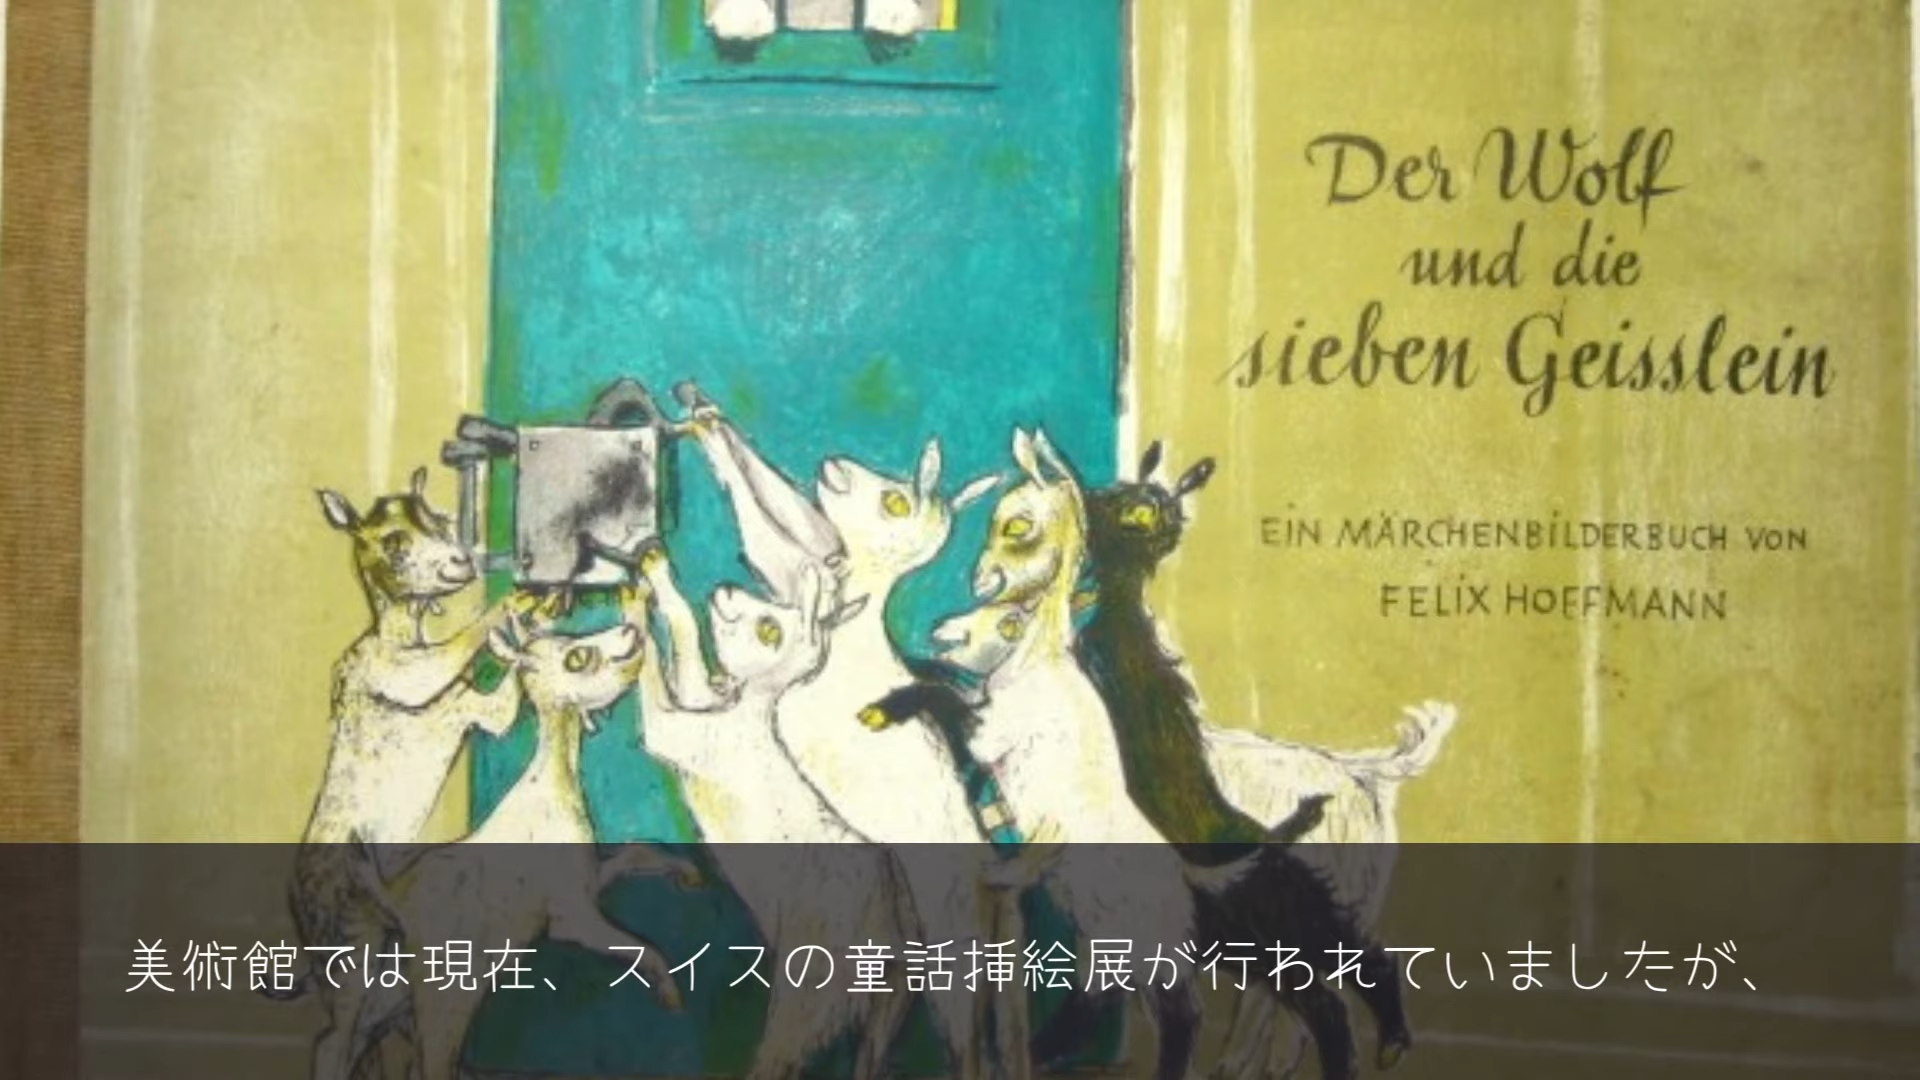 Der Wolf
und die
sieben Geisslein
EIN MÄRCHENBILDERBUCH VON
FELIX HOFFMANN
美術館では現在、スイスの童話挿絵展が行われていましたが、